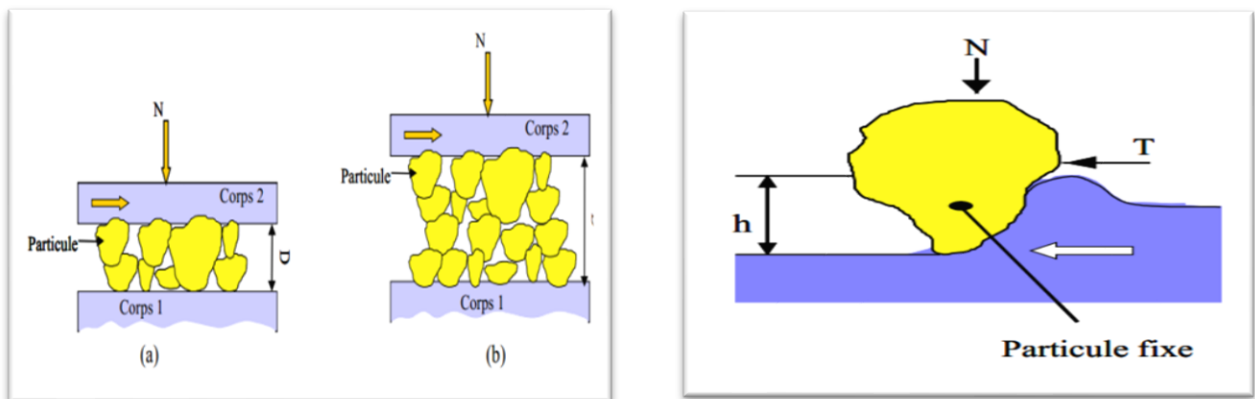 N
Corps 2
Particule
D
Corps 1
(a)
N
Corps 2
Particule
Corps 1
(b)
N
T
h
Particule fixe